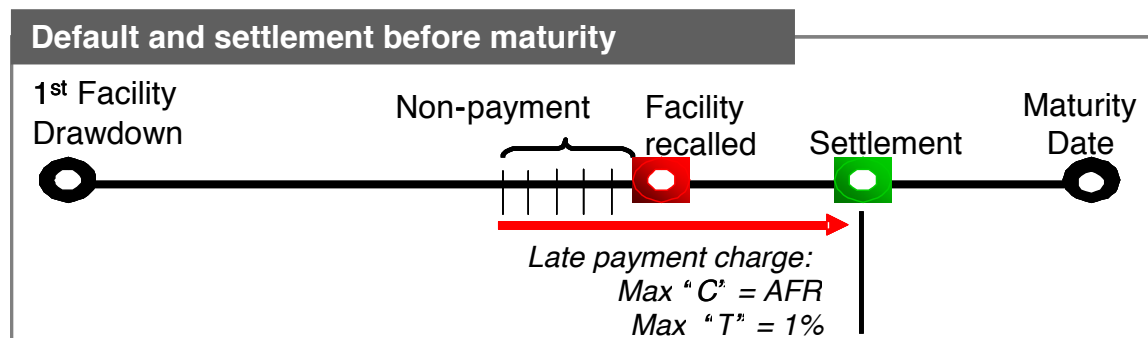 Default and settlement before maturity
1st Facility
Drawdown
Non-payment
Facility
recalled
Settlement
Maturity
Date
Late payment charge:
Max “C” = AFR
Max “T” = 1%